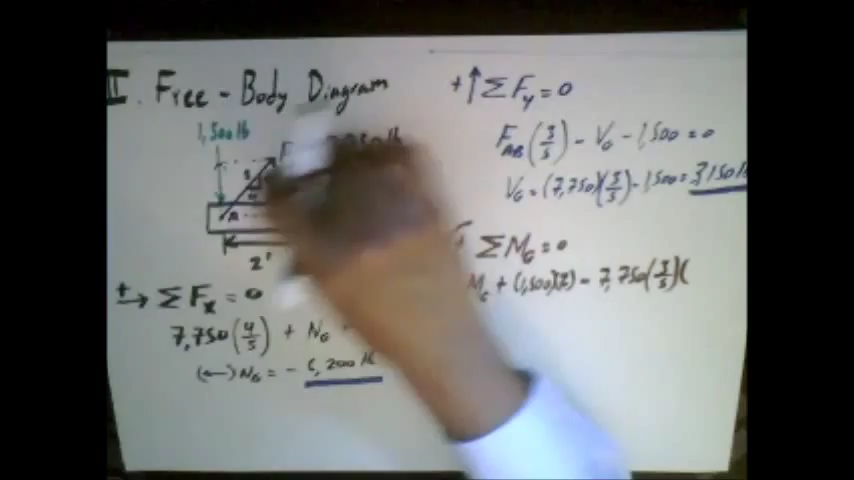 II. Free-Body Diagram
1,500 lb
A
2'
+→ ΣFx = 0
7,750(4/5) + NG
(←) NG = - 6,200 lb
+↑ ΣFy = 0
FAB(3/5) - VG - 1,500 = 0
VG = (7,750)(3/5) - 1,500 = 3,150 lb
ΣMG = 0
MG + (1,500)(2) - 7,750(3/5)(